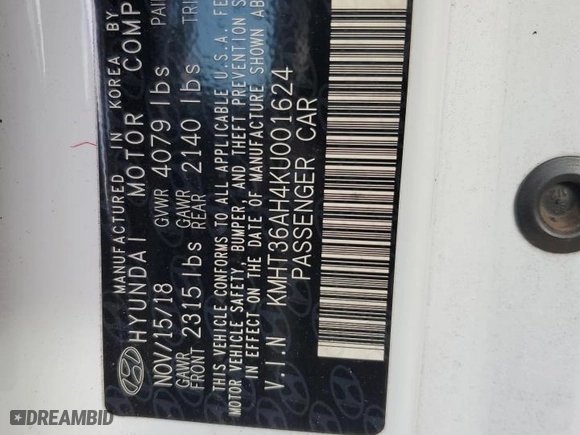 MANUFACTURED IN KOREA BY
HYUNDAI MOTOR COMP
NOV/15/18 GVWR 4079 lbs PAI
GAWR FRONT 2315 lbs GAWR REAR 2140 lbs TRI
THIS VEHICLE CONFORMS TO ALL APPLICABLE U.S.A. FE
MOTOR VEHICLE SAFETY, BUMPER, AND THEFT PREVENTION S
IN EFFECT ON THE DATE OF MANUFACTURE SHOWN AB
V.I.N KMHT36AH4KU001624
PASSENGER CAR
DREAMBID